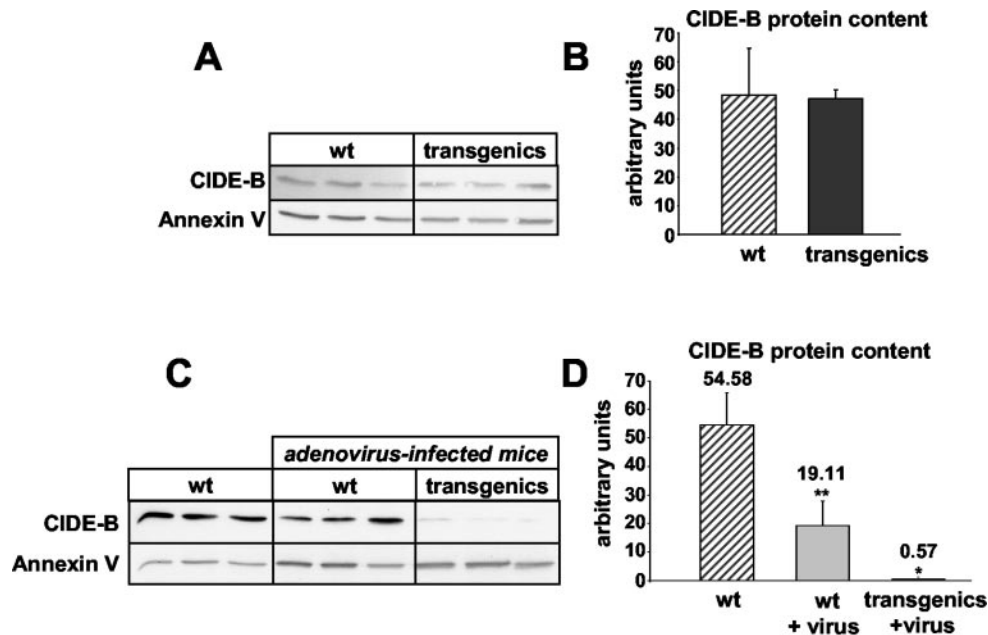 A
wt transgenics
CIDE-B
Annexin V
B
CIDE-B protein content
arbitrary units
70
60
50
40
30
20
10
0
wt transgenics
C
adenovirus-infected mice
wt wt transgenics
CIDE-B
Annexin V
D
CIDE-B protein content
arbitrary units
70
60
50
40
30
20
10
0
54.58
19.11
**
0.57
*
wt wt transgenics
+ virus +virus